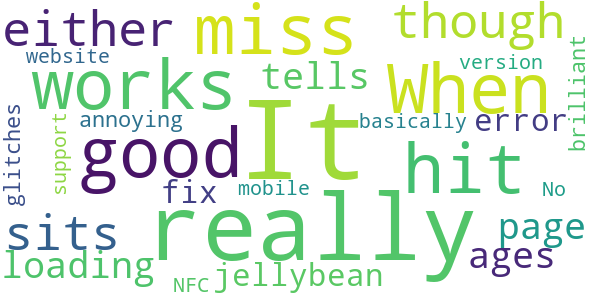 either miss though
website
works tells When version
annoying It basically error brilliant
glitches support good hit
fix mobile No
sits really page
loading ages
NFC jellybean